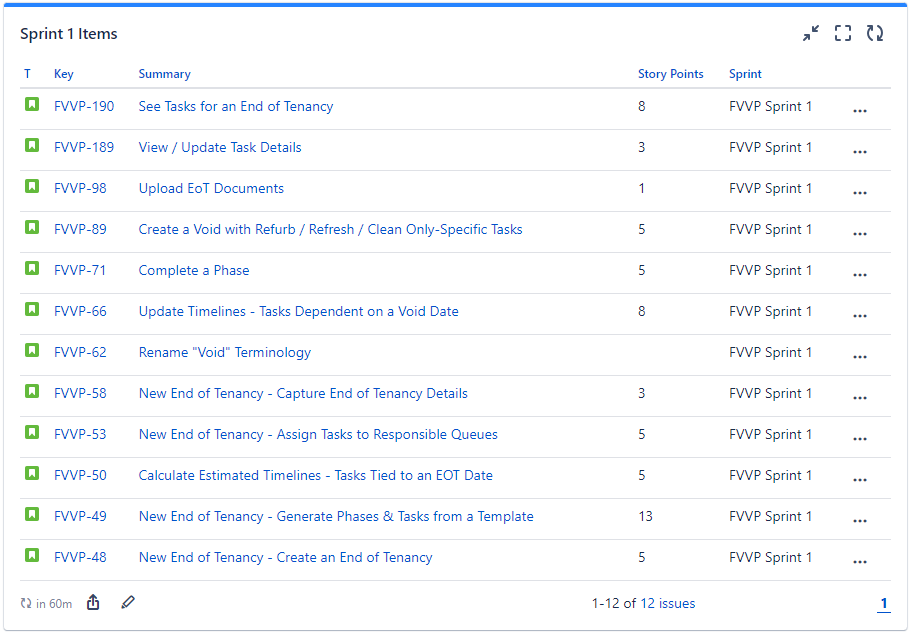 Sprint 1 Items
T Key Summary Story Points Sprint
FVVP-190 See Tasks for an End of Tenancy 8 FVVP Sprint 1 ...
FVVP-189 View / Update Task Details 3 FVVP Sprint 1 ...
FVVP-98 Upload EoT Documents 1 FVVP Sprint 1 ...
FVVP-89 Create a Void with Refurb / Refresh / Clean Only-Specific Tasks 5 FVVP Sprint 1 ...
FVVP-71 Complete a Phase 5 FVVP Sprint 1 ...
FVVP-66 Update Timelines - Tasks Dependent on a Void Date 8 FVVP Sprint 1 ...
FVVP-62 Rename "Void" Terminology FVVP Sprint 1 ...
FVVP-58 New End of Tenancy - Capture End of Tenancy Details 3 FVVP Sprint 1 ...
FVVP-53 New End of Tenancy - Assign Tasks to Responsible Queues 5 FVVP Sprint 1 ...
FVVP-50 Calculate Estimated Timelines - Tasks Tied to an EOT Date 5 FVVP Sprint 1 ...
FVVP-49 New End of Tenancy - Generate Phases & Tasks from a Template 13 FVVP Sprint 1 ...
FVVP-48 New End of Tenancy - Create an End of Tenancy 5 FVVP Sprint 1 ...
in 60m 1-12 of 12 issues 1